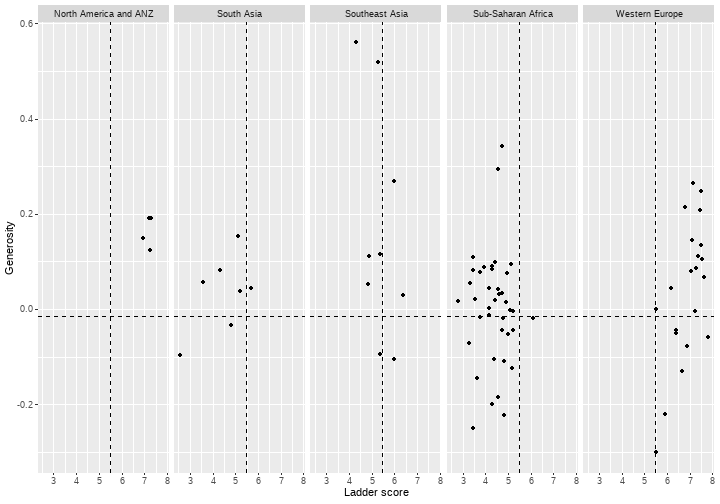 North America and ANZ South Asia Southeast Asia Sub-Saharan Africa Western Europe
0.6
0.4
0.2
0.0
-0.2
Generosity
3 4 5 6 7 8 3 4 5 6 7 8 3 4 5 6 7 8 3 4 5 6 7 8 3 4 5 6 7 8
Ladder score